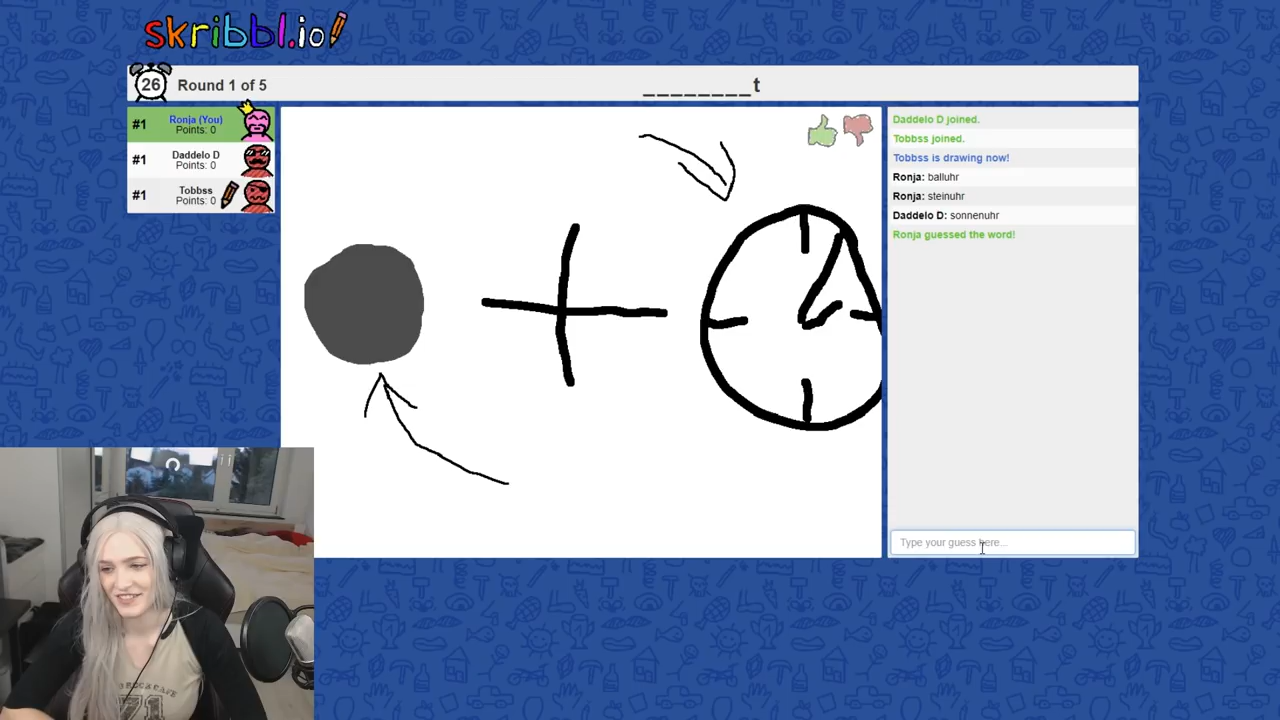 skribbl.io
26 Round 1 of 5 ________t
#1 Ronja (You)
Points: 0
#1 Daddelo D
Points: 0
#1 Tobbss
Points: 0
Daddelo D joined.
Tobbss joined.
Tobbss is drawing now!
Ronja: balluhr
Ronja: steinuhr
Daddelo D: sonnenuhr
Ronja guessed the word!
Type your guess here...
71